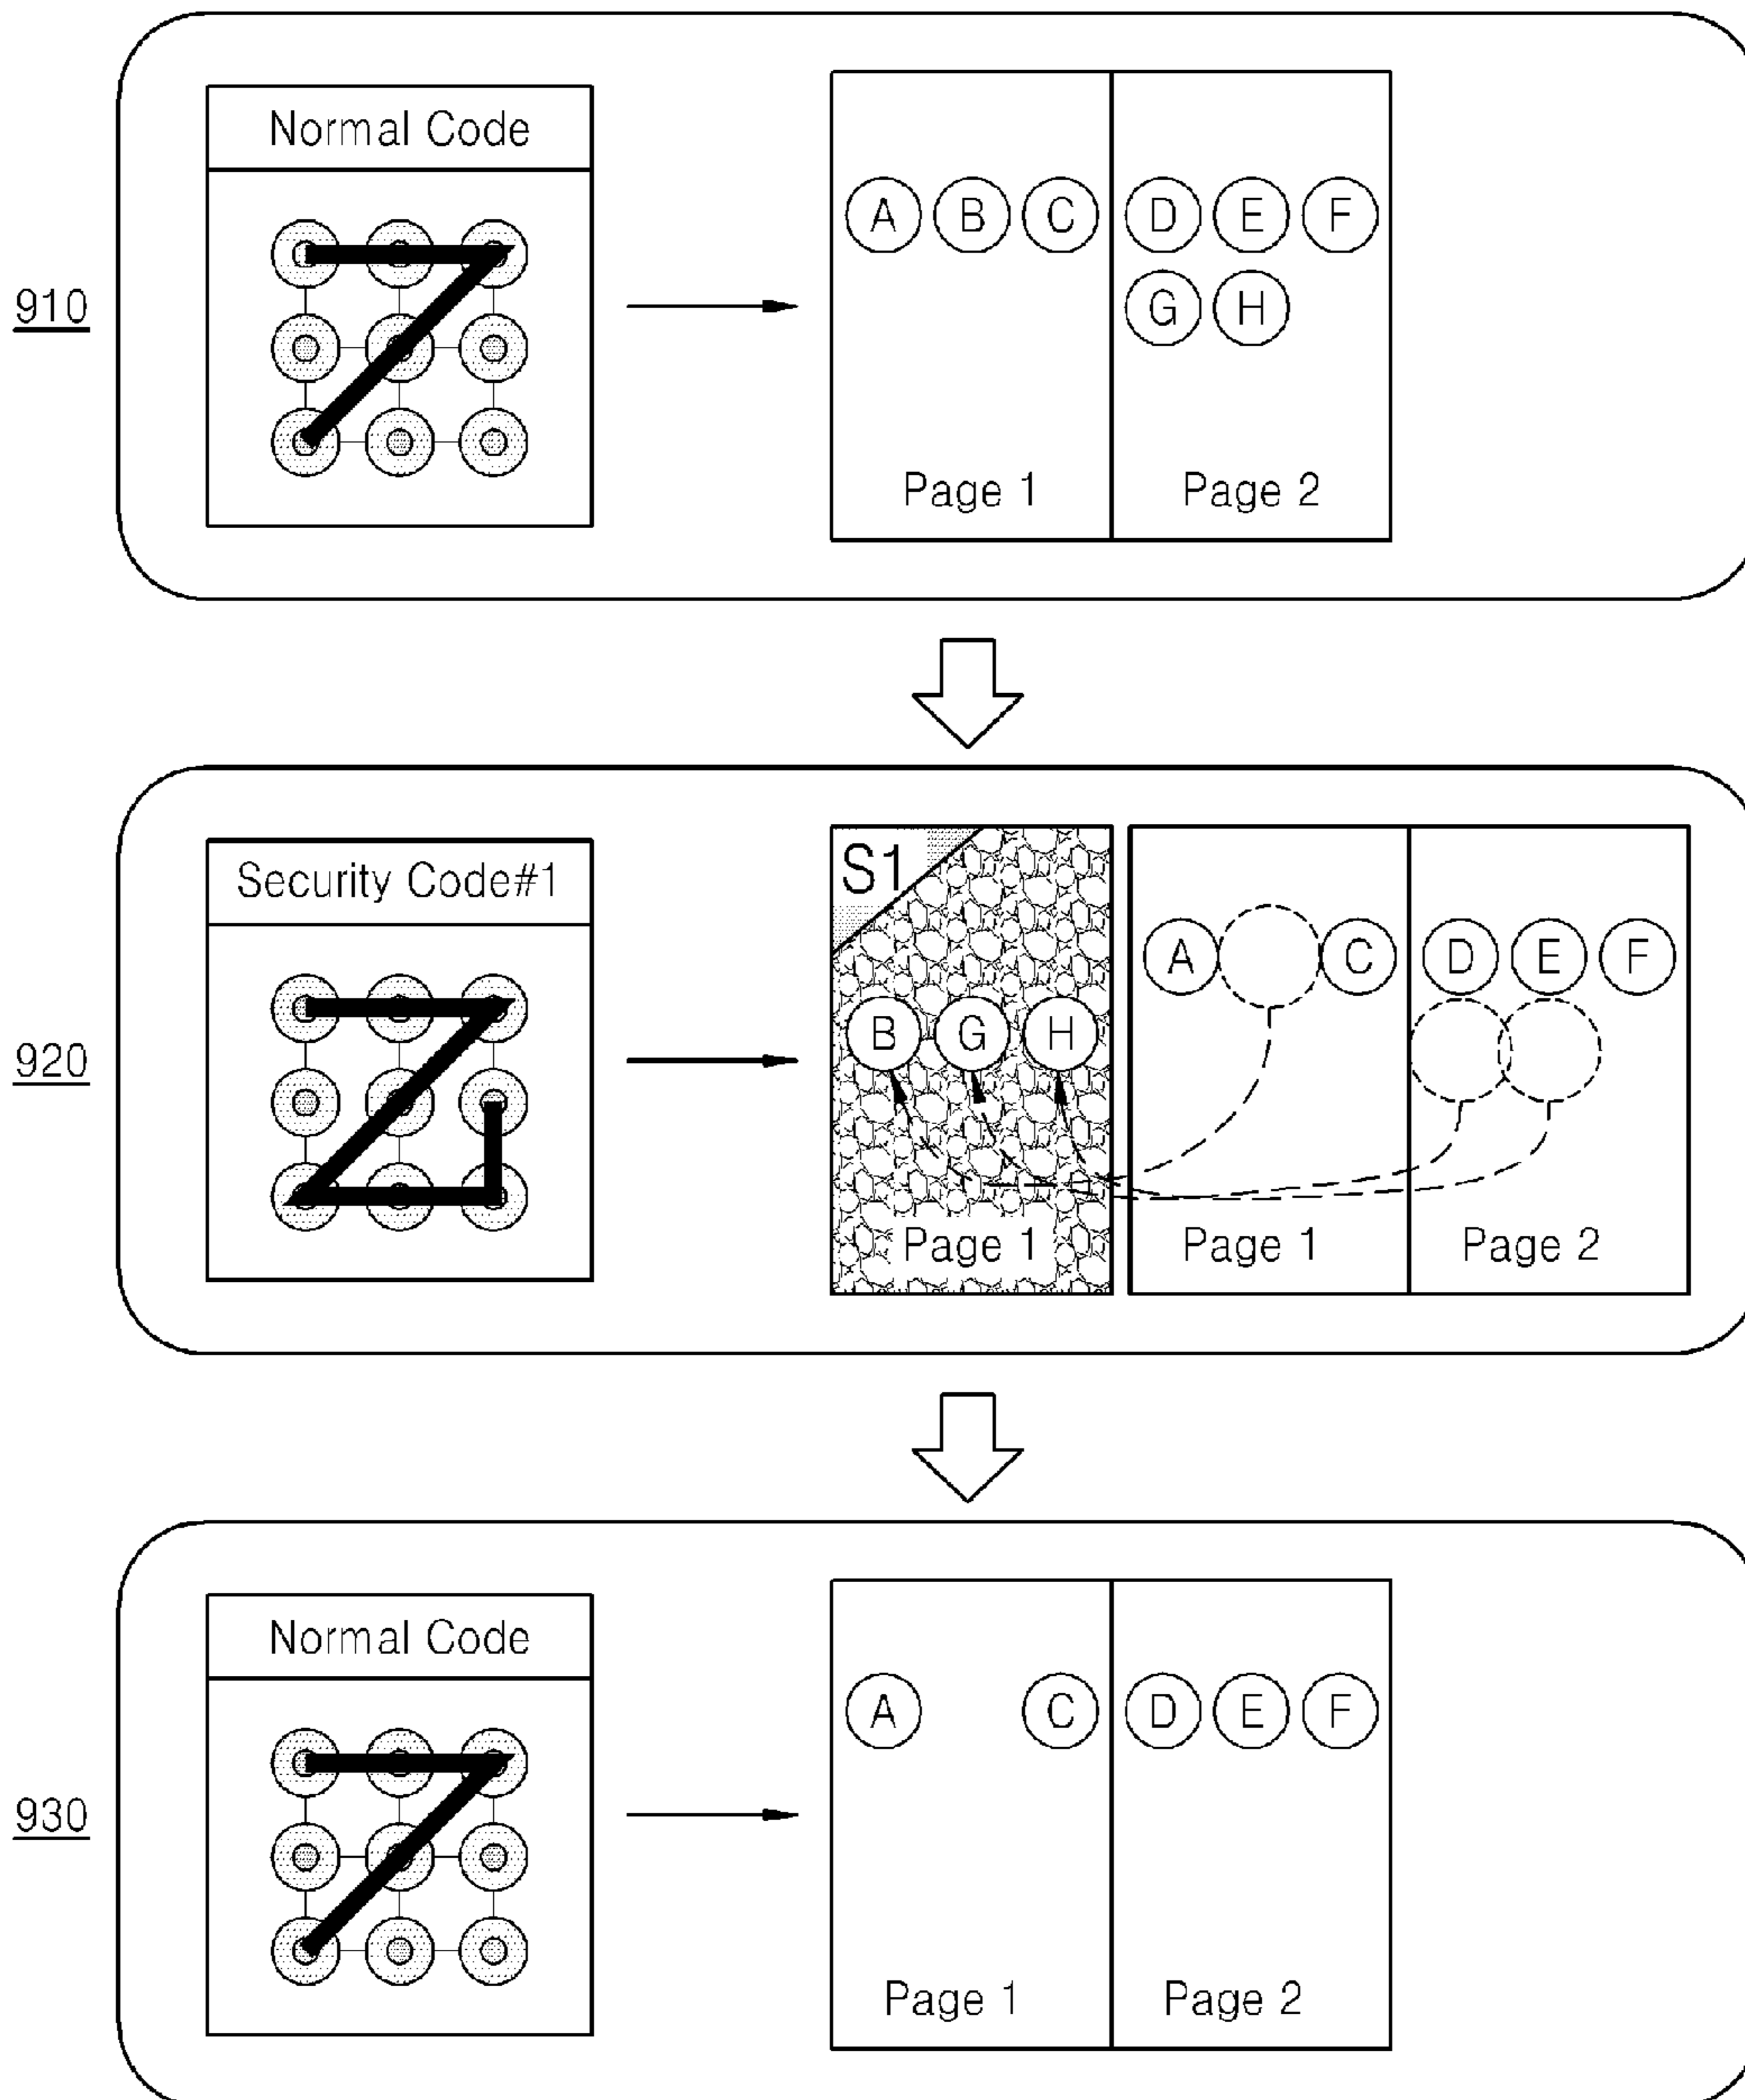 910
Normal Code
A B C D E F
G H
Page 1 Page 2
920
Security Code#1
S1
A C D E F
B G H
Page 1 Page 1 Page 2
930
Normal Code
A C D E F
Page 1 Page 2